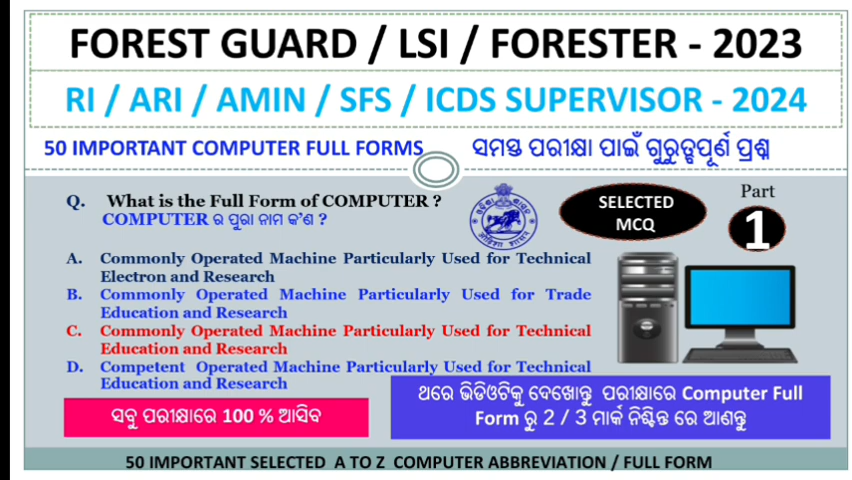 FOREST GUARD / LSI / FORESTER - 2023
RI / ARI / AMIN / SFS / ICDS SUPERVISOR - 2024
50 IMPORTANT COMPUTER FULL FORMS ସମସ୍ତ ପରୀକ୍ଷା ପାଇଁ ଗୁରୁତ୍ବପୂର୍ଣ ପ୍ରଶ୍ନ
Q. What is the Full Form of COMPUTER ?
COMPUTER ର ପୁରା ନାମ କ'ଣ ?
SELECTED
MCQ
Part
1
A. Commonly Operated Machine Particularly Used for Technical
Electron and Research
B. Commonly Operated Machine Particularly Used for Trade
Education and Research
C. Commonly Operated Machine Particularly Used for Technical
Education and Research
D. Competent Operated Machine Particularly Used for Technical
Education and Research
ସବୁ ପରୀକ୍ଷାରେ 100 % ଆସିବ
ଥରେ ଭିଡିଓଟିକୁ ଦେଖୋନ୍ତୁ ପରୀକ୍ଷାରେ Computer Full
Form ରୁ 2 / 3 ମାର୍କ ନିଶ୍ଚିନ୍ତ ରେ ଆଣନ୍ତୁ
50 IMPORTANT SELECTED A TO Z COMPUTER ABBREVIATION / FULL FORM